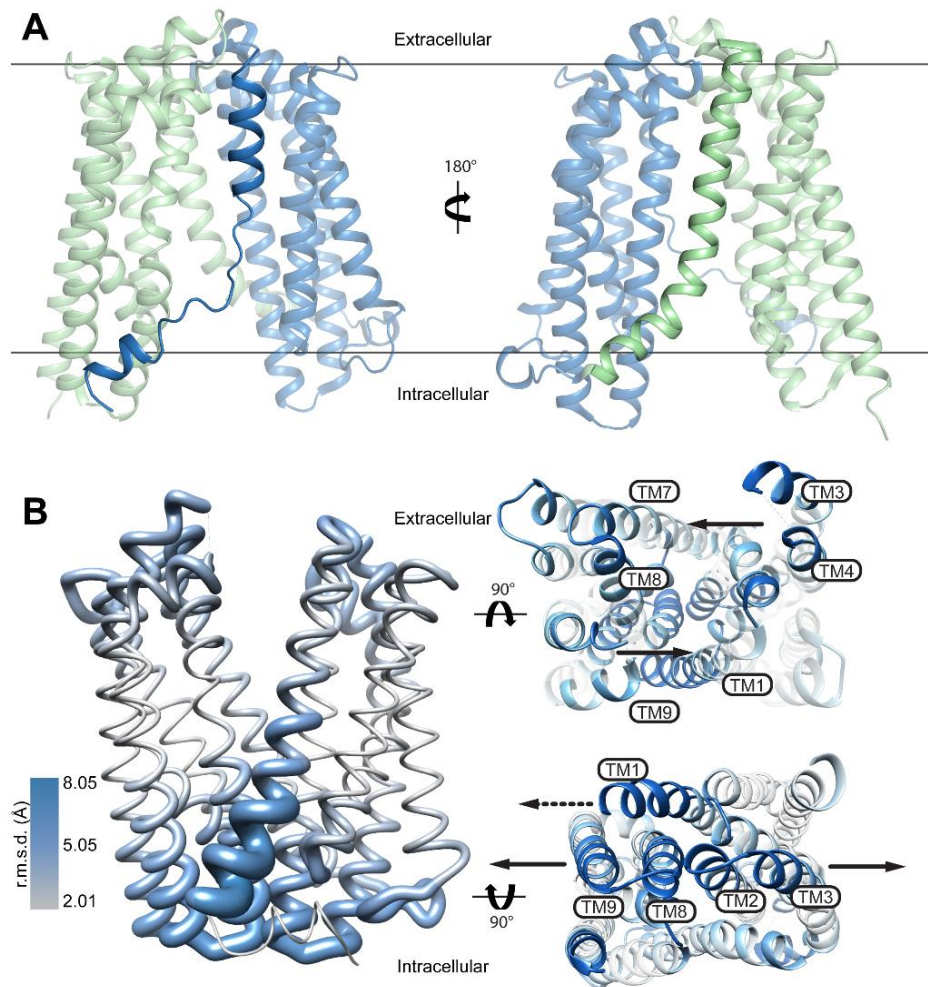 A
Extracellular
180°
Intracellular
B
Extracellular
TM7
TM3
TM4
TM8
90°
TM1
TM9
r.m.s.d. (Å)
8.05
5.05
2.01
TM1
TM9
TM8
TM2
TM3
90°
Intracellular